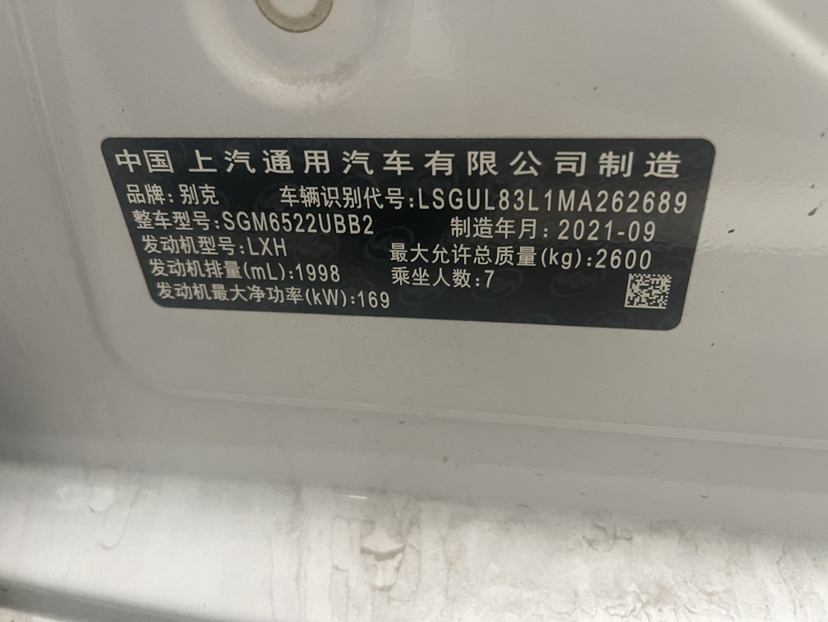 中国上汽通用汽车有限公司制造
品牌:别克 车辆识别代号:LSGUL83L1MA262689
整车型号:SGM6522UBB2 制造年月:2021-09
发动机型号:LXH 最大允许总质量(kg):2600
发动机排量(mL):1998 乘坐人数:7
发动机最大净功率(kW):169